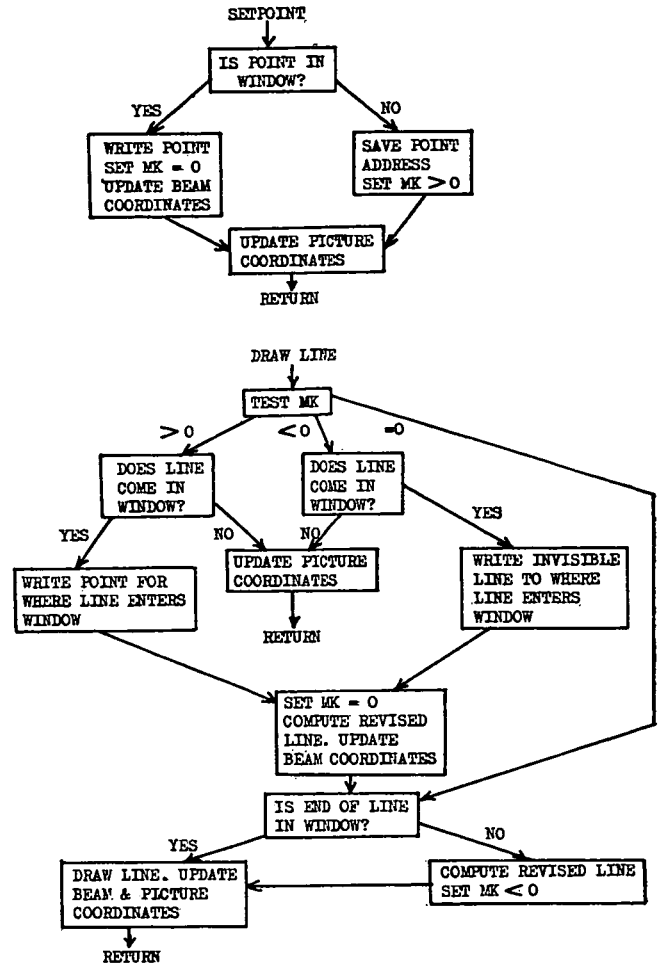 SETPOINT
IS POINT IN
WINDOW?
YES
NO
WRITE POINT
SET MK = 0
UPDATE BEAM
COORDINATES
SAVE POINT
ADDRESS
SET MK > 0
UPDATE PICTURE
COORDINATES
RETURN
DRAW LINE
TEST MK
> 0
< 0
=0
DOES LINE
COME IN
WINDOW?
DOES LINE
COME IN
WINDOW?
YES
NO
NO
YES
WRITE POINT FOR
WHERE LINE ENTERS
WINDOW
UPDATE PICTURE
COORDINATES
WRITE INVISIBLE
LINE TO WHERE
LINE ENTERS
WINDOW
RETURN
SET MK = 0
COMPUTE REVISED
LINE. UPDATE
BEAM COORDINATES
IS END OF LINE
IN WINDOW?
YES
NO
DRAW LINE. UPDATE
BEAM & PICTURE
COORDINATES
COMPUTE REVISED LINE
SET MK < 0
RETURN